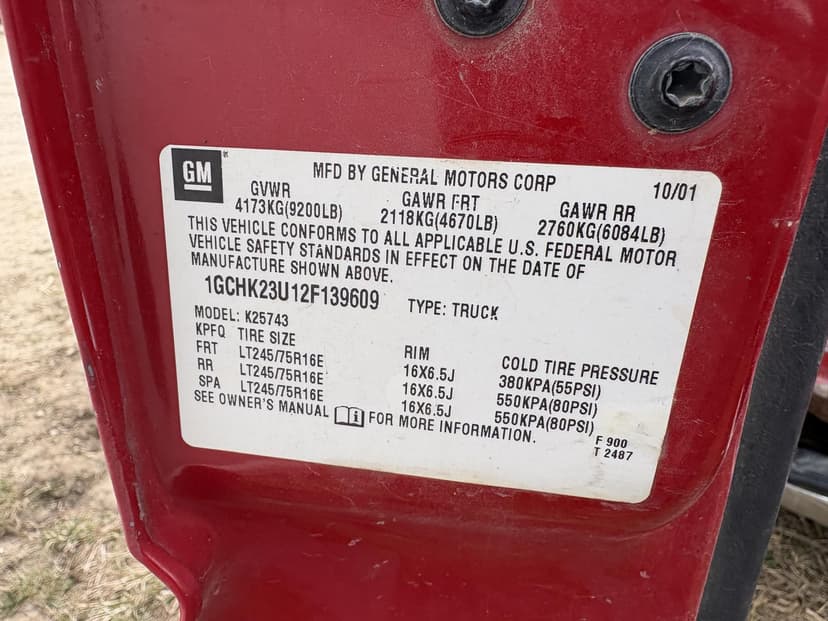 GM
MFD BY GENERAL MOTORS CORP 10/01
GVWR GAWR FRT GAWR RR
4173KG(9200LB) 2118KG(4670LB) 2760KG(6084LB)
THIS VEHICLE CONFORMS TO ALL APPLICABLE U.S. FEDERAL MOTOR
VEHICLE SAFETY STANDARDS IN EFFECT ON THE DATE OF
MANUFACTURE SHOWN ABOVE.
1GCHK23U12F139609 TYPE: TRUCK
MODEL: K25743
KPFQ TIRE SIZE RIM COLD TIRE PRESSURE
FRT LT245/75R16E 16X6.5J 380KPA(55PSI)
RR LT245/75R16E 16X6.5J 550KPA(80PSI)
SPA LT245/75R16E 16X6.5J 550KPA(80PSI)
SEE OWNER'S MANUAL FOR MORE INFORMATION.
F 900
T 2487